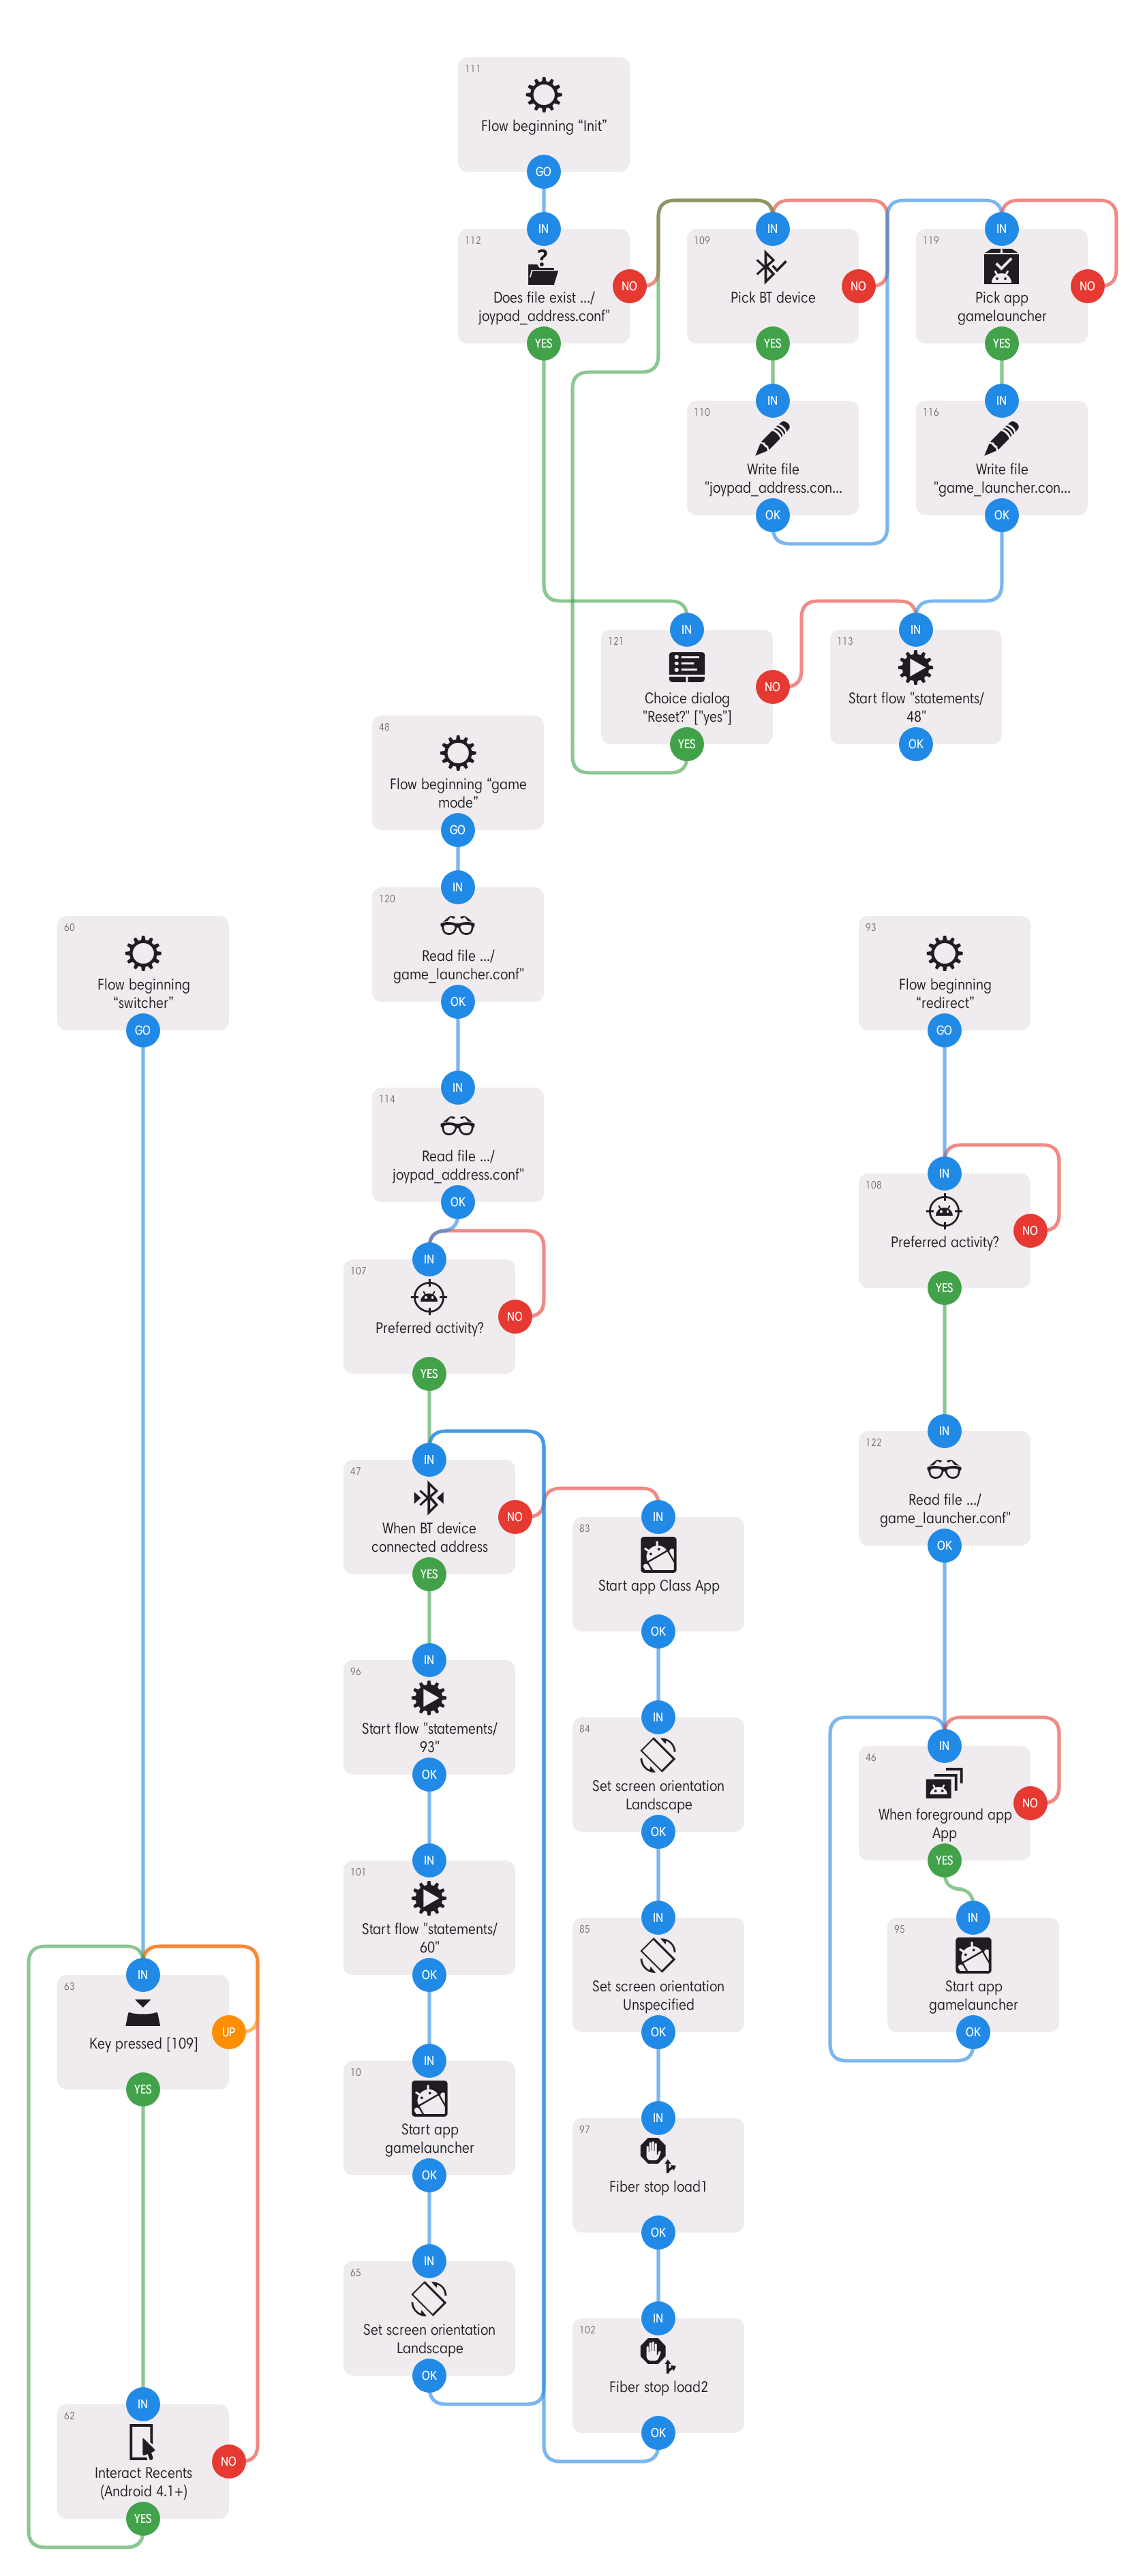 111
Flow beginning “Init”
GO
IN
112
Does file exist .../
joypad_address.conf"
NO
YES
IN
109
Pick BT device
NO
YES
IN
119
Pick app
gamelauncher
NO
YES
IN
110
Write file
"joypad_address.con...
OK
IN
116
Write file
"game_launcher.con...
OK
IN
121
Choice dialog
"Reset?" ["yes"]
NO
YES
IN
113
Start flow "statements/
48"
OK
48
Flow beginning “game
mode”
GO
IN
120
Read file .../
game_launcher.conf"
OK
60
Flow beginning
“switcher”
GO
93
Flow beginning
“redirect”
GO
IN
114
Read file .../
joypad_address.conf"
OK
IN
108
Preferred activity?
NO
YES
IN
107
Preferred activity?
NO
YES
IN
47
When BT device
connected address
NO
YES
IN
122
Read file .../
game_launcher.conf"
OK
IN
83
Start app Class App
OK
IN
96
Start flow "statements/
93"
OK
IN
84
Set screen orientation
Landscape
OK
IN
46
When foreground app
App
NO
YES
IN
101
Start flow "statements/
60"
OK
IN
85
Set screen orientation
Unspecified
OK
IN
95
Start app
gamelauncher
OK
IN
63
Key pressed [109]
UP
YES
IN
10
Start app
gamelauncher
OK
IN
97
Fiber stop load1
OK
IN
65
Set screen orientation
Landscape
OK
IN
102
Fiber stop load2
OK
IN
62
Interact Recents
(Android 4.1+)
NO
YES